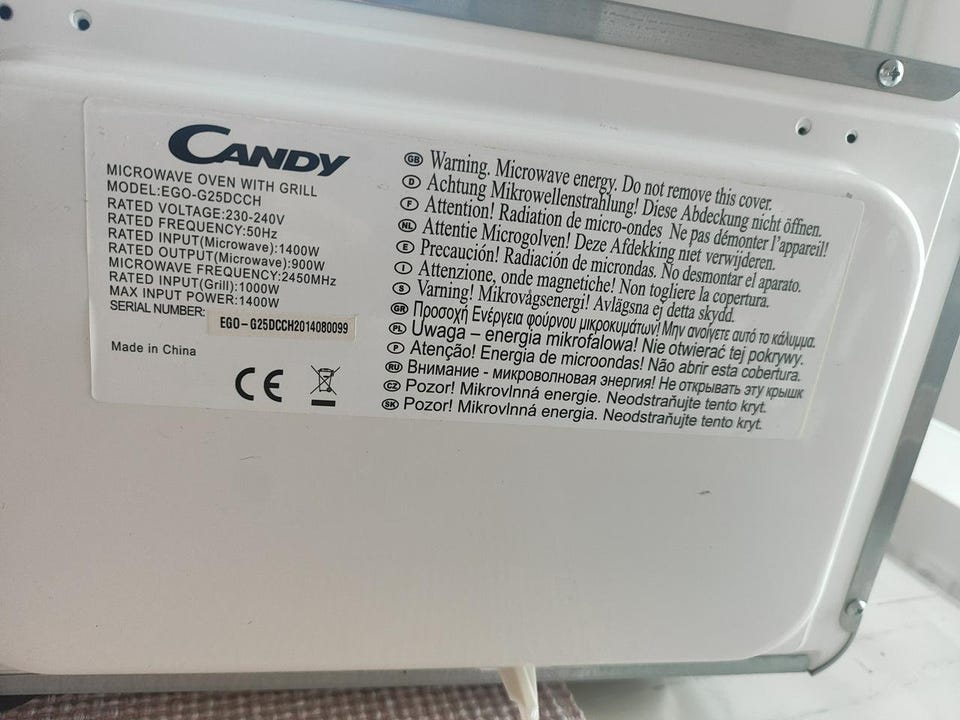 CANDY
MICROWAVE OVEN WITH GRILL
MODEL:EGO-G25DCCH
RATED VOLTAGE:230-240V
RATED FREQUENCY:50Hz
RATED INPUT(Microwave):1400W
RATED OUTPUT(Microwave):900W
MICROWAVE FREQUENCY:2450MHz
RATED INPUT(Grill):1000W
MAX INPUT POWER:1400W
SERIAL NUMBER:
EGO-G25DCCH2014080099
Made in China
CE
GB Warning. Microwave energy. Do not remove this cover.
D Achtung Mikrowellenstrahlung! Diese Abdeckung nicht öffnen.
F Attention! Radiation de micro-ondes Ne pas démonter l'appareil!
NL Attentie Microgolven! Deze Afdekking niet verwijderen.
E Precaución! Radiación de microndas. No desmontar el aparato.
I Attenzione, onde magnetiche! Non togliere la copertura.
S Varning! Mikrovågsenergi! Avlägsna ej detta skydd.
GR Προσοχή Ενέργεια φούρνου μικροκυμάτων! Μην ανοίγετε αυτό το κάλυμμα.
PL Uwaga – energia mikrofalowa! Nie otwierać tej pokrywy.
P Atenção! Energia de microondas! Não abrir esta cobertura.
RU Внимание - микроволновая энергия! Не открывать эту крышк
CZ Pozor! Mikrovlnná energie. Neodstraňujte tento kryt.
SK Pozor! Mikrovlnná energia. Neodstraňujte tento kryt.